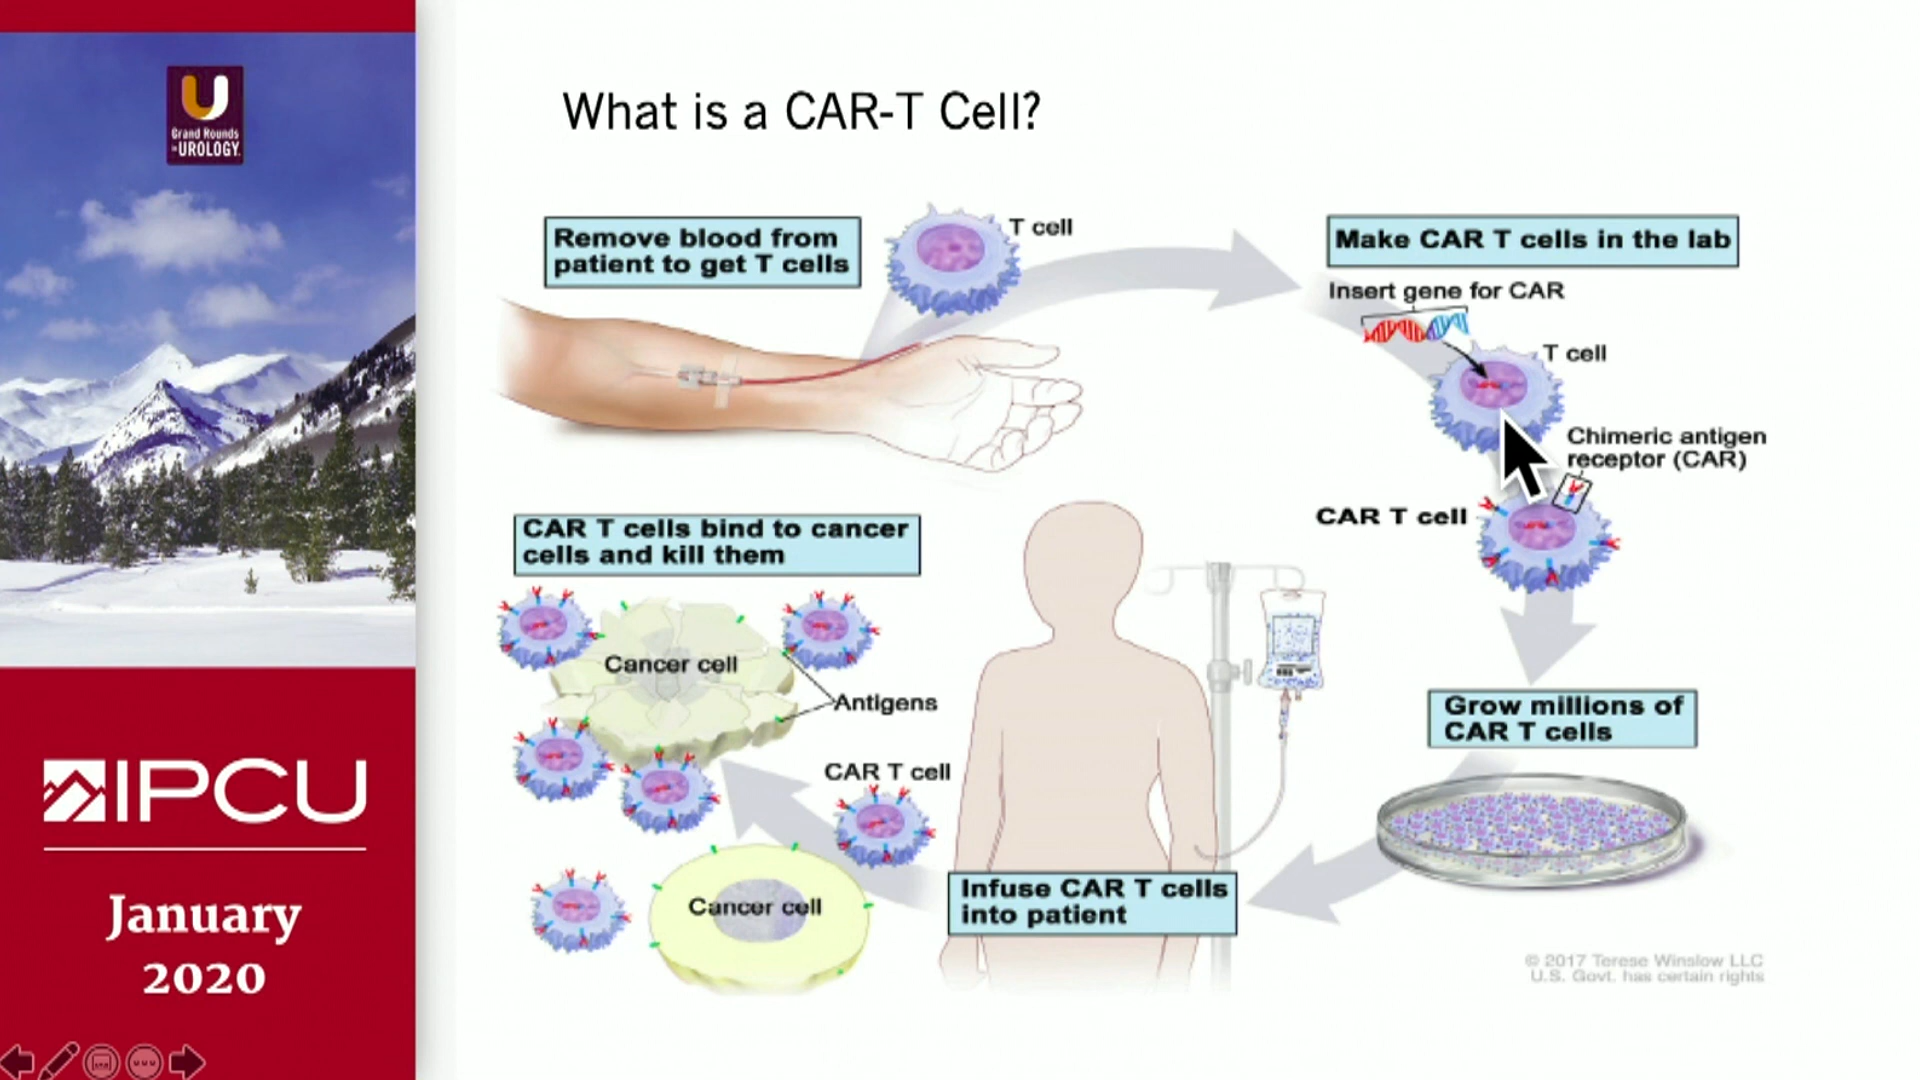 U
Grand Rounds
in UROLOGY.
IPCU
January
2020
What is a CAR-T Cell?
Remove blood from
patient to get T cells
T cell
Make CAR T cells in the lab
Insert gene for CAR
T cell
Chimeric antigen
receptor (CAR)
CAR T cell
Grow millions of
CAR T cells
Infuse CAR T cells
into patient
CAR T cells bind to cancer
cells and kill them
Cancer cell
Antigens
CAR T cell
Cancer cell
© 2017 Terese Winslow LLC
U.S. Govt. has certain rights